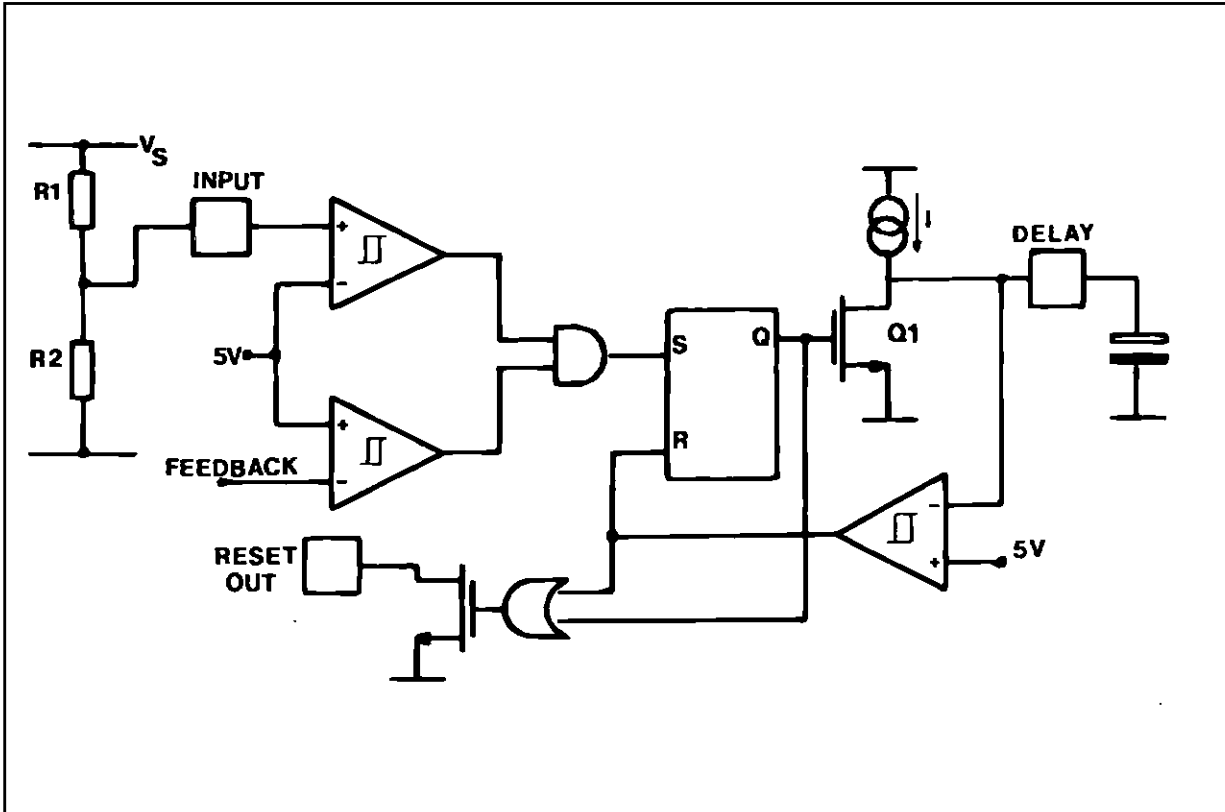 VS
R1
INPUT
+
-
R2
5V
+
-
FEEDBACK
S
Q
R
Q1
I
DELAY
-
+
5V
RESET
OUT